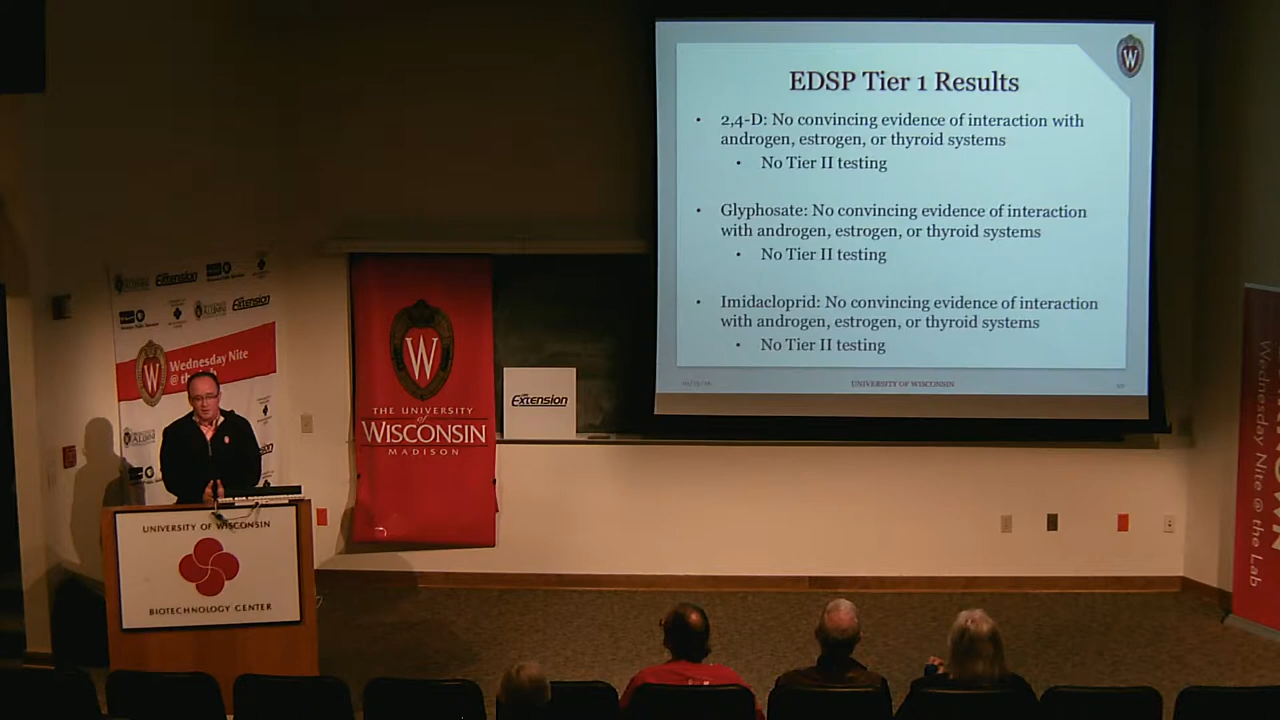 EDSP Tier 1 Results
• 2,4-D: No convincing evidence of interaction with
androgen, estrogen, or thyroid systems
• No Tier II testing
• Glyphosate: No convincing evidence of interaction
with androgen, estrogen, or thyroid systems
• No Tier II testing
• Imidacloprid: No convincing evidence of interaction
with androgen, estrogen, or thyroid systems
• No Tier II testing
UNIVERSITY OF WISCONSIN
W
Extension
Extension
Wednesday Nite
@ the Lab
W
THE UNIVERSITY
of
WISCONSIN
MADISON
Extension
UNIVERSITY OF WISCONSIN
BIOTECHNOLOGY CENTER
Wednesday Nite @ the Lab